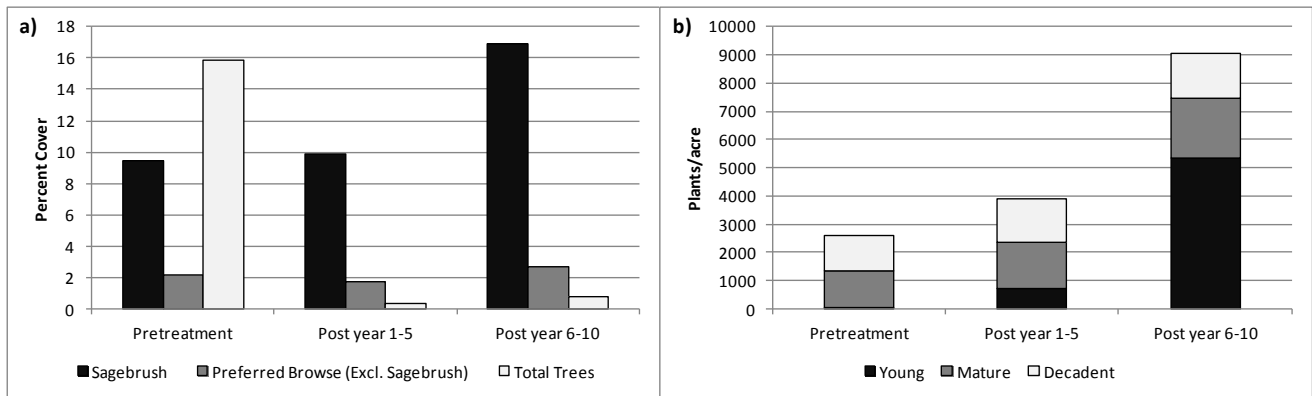 a)
Percent Cover
18
16
14
12
10
8
6
4
2
0
Pretreatment Post year 1-5 Post year 6-10
Sagebrush Preferred Browse (Excl. Sagebrush) Total Trees
b)
Plants/acre
10000
9000
8000
7000
6000
5000
4000
3000
2000
1000
0
Pretreatment Post year 1-5 Post year 6-10
Young Mature Decadent